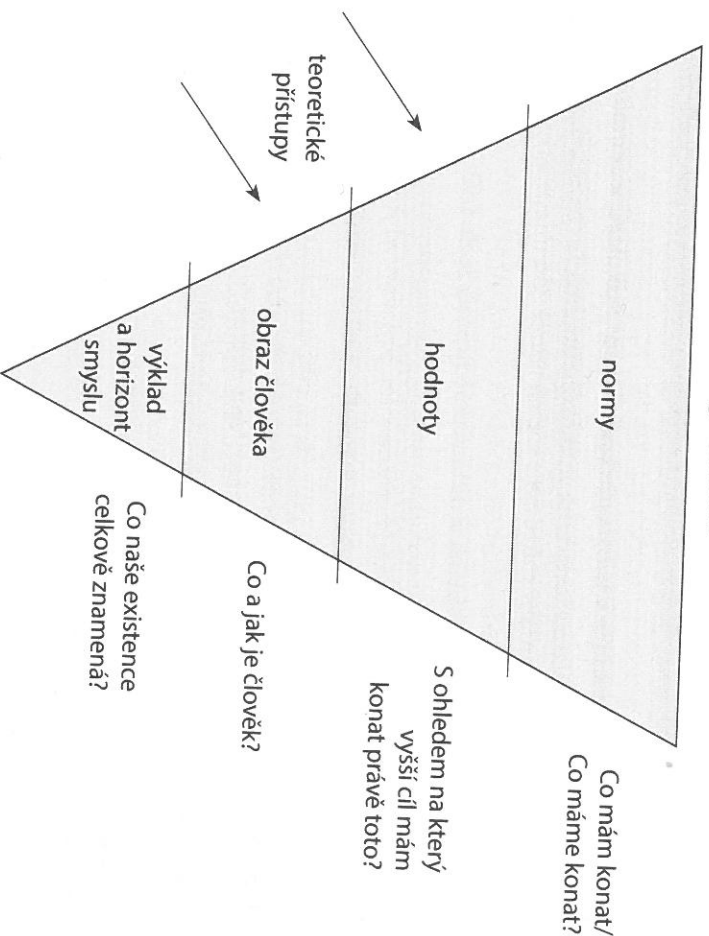 normy
Co mám konat/
Co máme konat?
hodnoty
S ohledem na který
vyšší cíl mám
konat právě toto?
teoretické
přístupy
obraz člověka
Co a jak je člověk?
výklad
a horizont
smyslu
Co naše existence
celkově znamená?